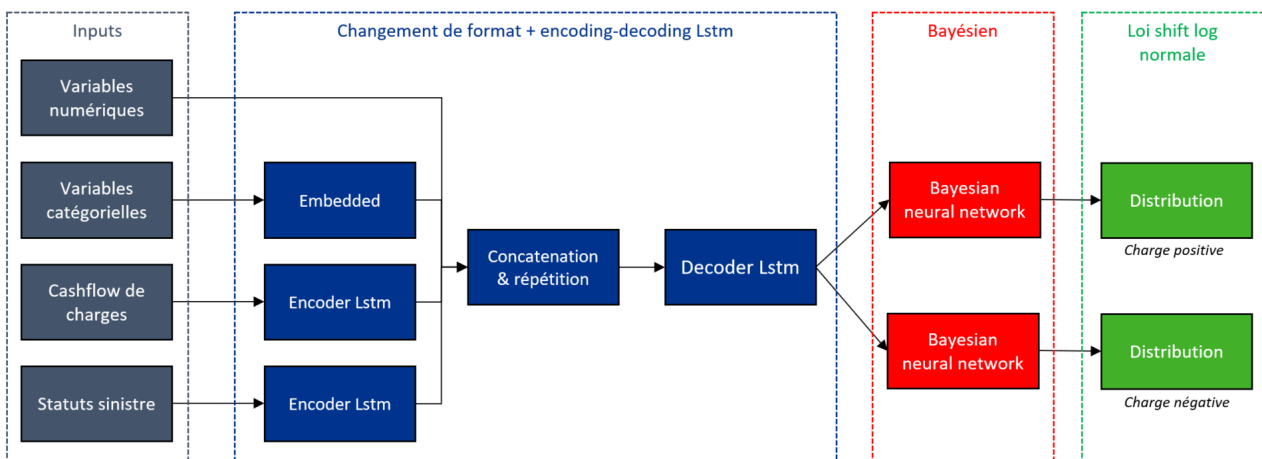 Inputs
Changement de format + encoding-decoding Lstm
Bayésien
Loi shift log
normale
Variables
numériques
Variables
catégorielles
Embedded
Bayesian
neural network
Distribution
Charge positive
Concatenation
& répétition
Decoder Lstm
Cashflow de
charges
Encoder Lstm
Bayesian
neural network
Distribution
Charge négative
Statuts sinistre
Encoder Lstm